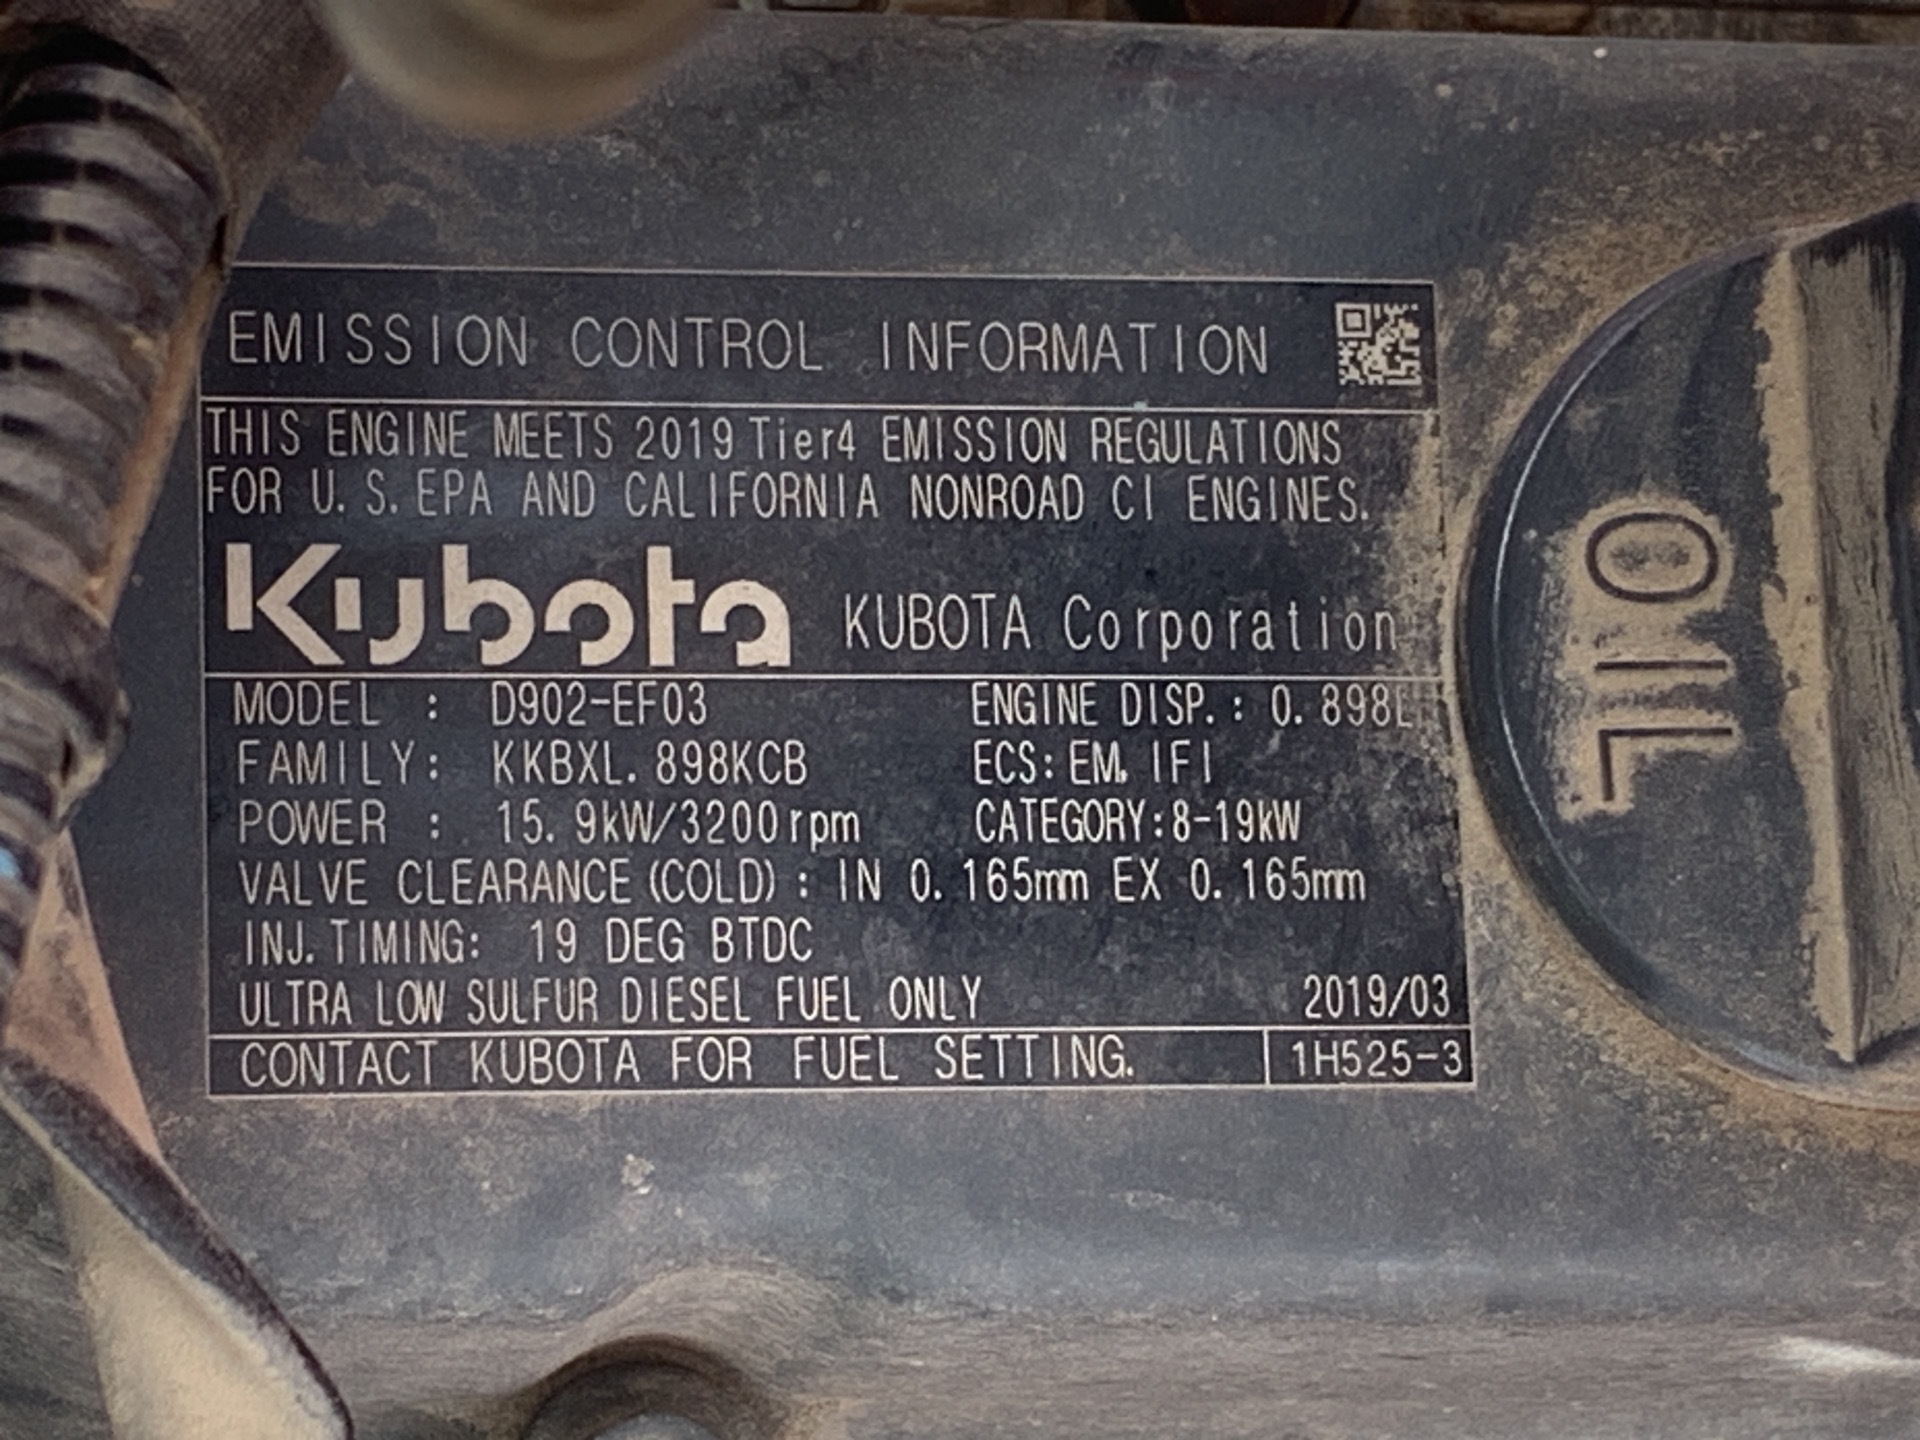 EMISSION CONTROL INFORMATION
THIS ENGINE MEETS 2019 Tier4 EMISSION REGULATIONS
FOR U.S.EPA AND CALIFORNIA NONROAD CI ENGINES.
Kubota KUBOTA Corporation
MODEL : D902-EF03 ENGINE DISP.: 0.898L
FAMILY: KKBXL.898KCB ECS: EM, IFI
POWER : 15.9kW/3200rpm CATEGORY:8-19kW
VALVE CLEARANCE (COLD) : IN 0.165mm EX 0.165mm
INJ.TIMING: 19 DEG BTDC
ULTRA LOW SULFUR DIESEL FUEL ONLY 2019/03
CONTACT KUBOTA FOR FUEL SETTING. 1H525-3
OIL